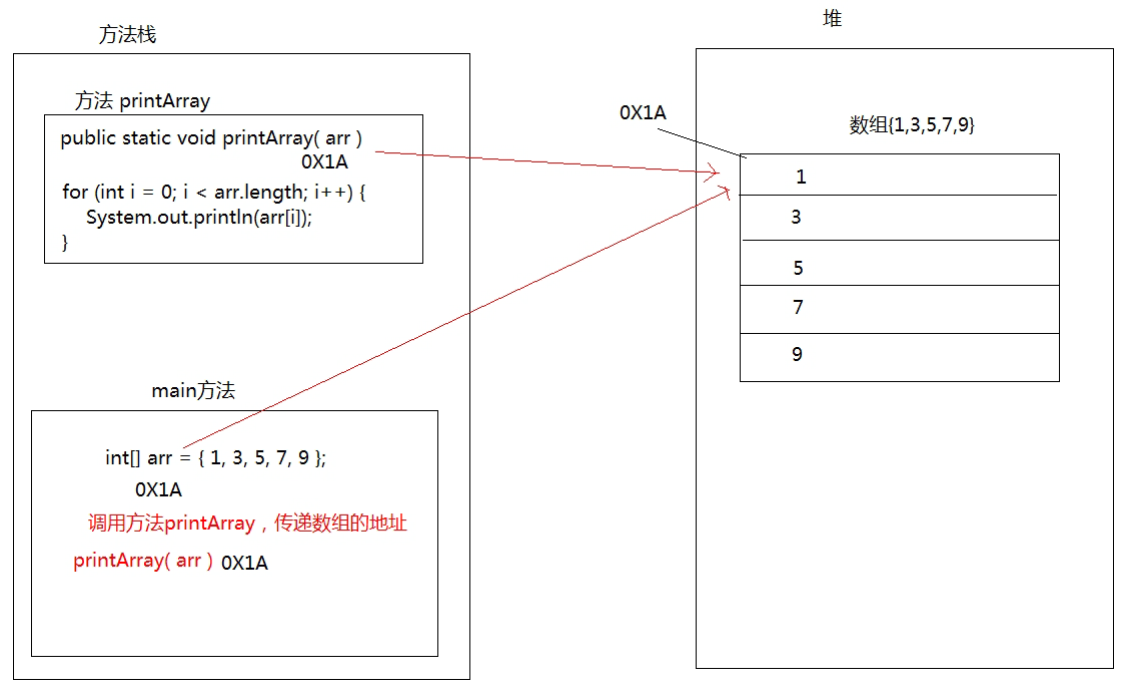 方法栈
方法 printArray
public static void printArray( arr )
0X1A
for (int i = 0; i < arr.length; i++) {
System.out.println(arr[i]);
}
main方法
int[] arr = { 1, 3, 5, 7, 9 };
0X1A
调用方法printArray，传递数组的地址
printArray( arr ) 0X1A
堆
0X1A
数组{1,3,5,7,9}
1
3
5
7
9